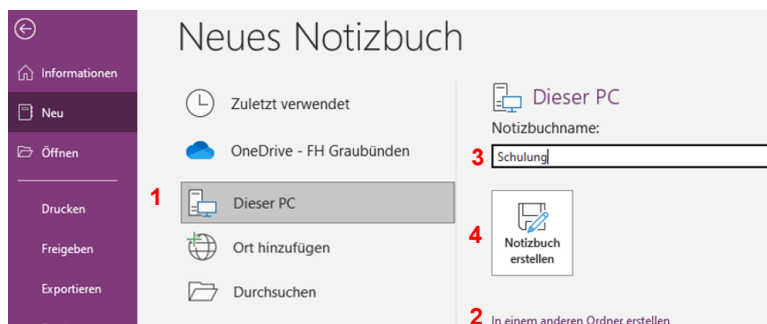 Neues Notizbuch
Informationen
Neu
Öffnen
Drucken
Freigeben
Exportieren
Zuletzt verwendet
OneDrive - FH Graubünden
1 Dieser PC
Ort hinzufügen
Durchsuchen
Dieser PC
Notizbuchname:
3 Schulung
4 Notizbuch
erstellen
2 In einem anderen Ordner erstellen